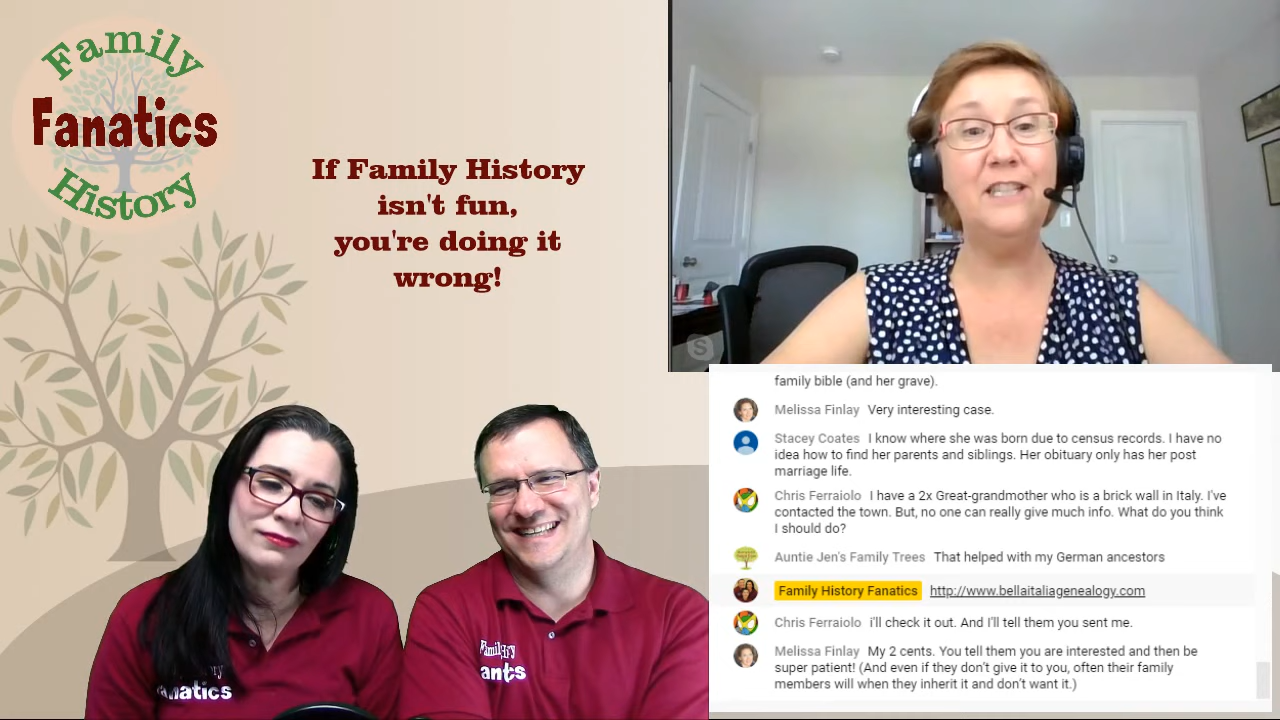 Family
Fanatics
History
If Family History
isn't fun,
you're doing it
wrong!
S
family bible (and her grave).
Melissa Finlay Very interesting case.
Stacey Coates I know where she was born due to census records. I have no
idea how to find her parents and siblings. Her obituary only has her post
marriage life.
Chris Ferraiolo I have a 2x Great-grandmother who is a brick wall in Italy. I've
contacted the town. But, no one can really give much info. What do you think
I should do?
Auntie Jen's Family Trees That helped with my German ancestors
Family History Fanatics http://www.bellaitaliagenealogy.com
Chris Ferraiolo i'll check it out. And I'll tell them you sent me.
Melissa Finlay My 2 cents. You tell them you are interested and then be
super patient! (And even if they don't give it to you, often their family
members will when they inherit it and don't want it.)